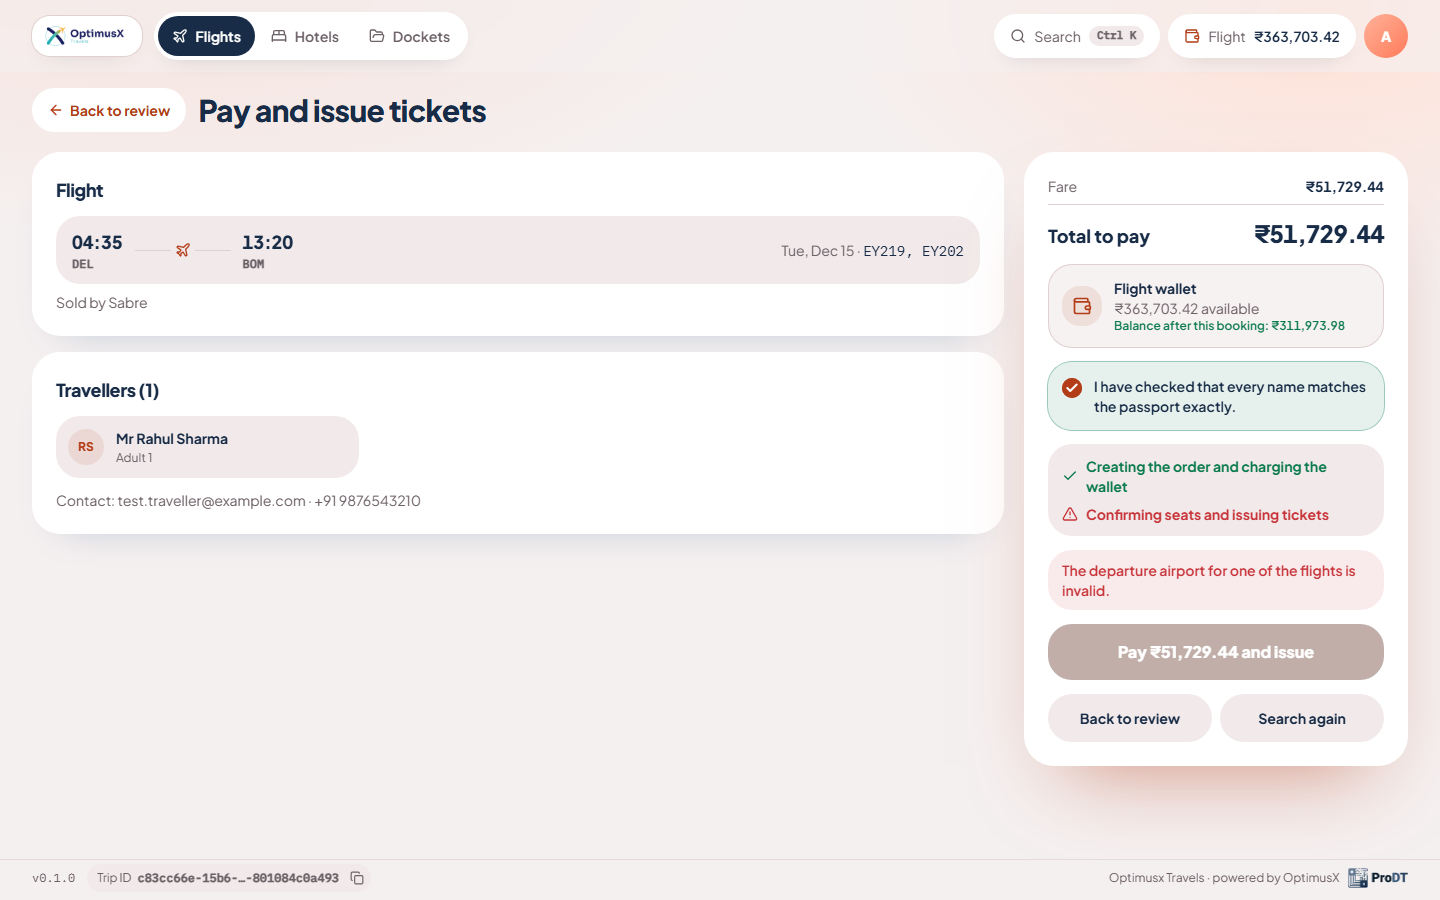 OptimusX
Travels
Flights
Hotels
Dockets
Search Ctrl K
Flight ₹363,703.42
A
Back to review
Pay and issue tickets
Flight
04:35
DEL
13:20
BOM
Tue, Dec 15 · EY219, EY202
Sold by Sabre
Travellers (1)
RS
Mr Rahul Sharma
Adult 1
Contact: test.traveller@example.com · +91 9876543210
Fare ₹51,729.44
Total to pay ₹51,729.44
Flight wallet
₹363,703.42 available
Balance after this booking: ₹311,973.98
I have checked that every name matches
the passport exactly.
Creating the order and charging the
wallet
Confirming seats and issuing tickets
The departure airport for one of the flights is
invalid.
Pay ₹51,729.44 and issue
Back to review
Search again
v0.1.0
Trip ID c83cc66e-15b6-…-801084c0a493
Optimusx Travels · powered by OptimusX
ProDT